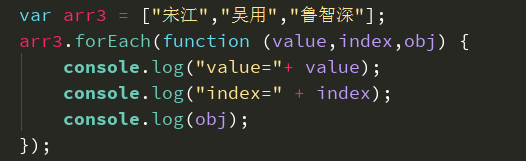 var arr3 = ["宋江","吴用","鲁智深"];
arr3.forEach(function (value,index,obj) {
    console.log("value="+ value);
    console.log("index=" + index);
    console.log(obj);
});